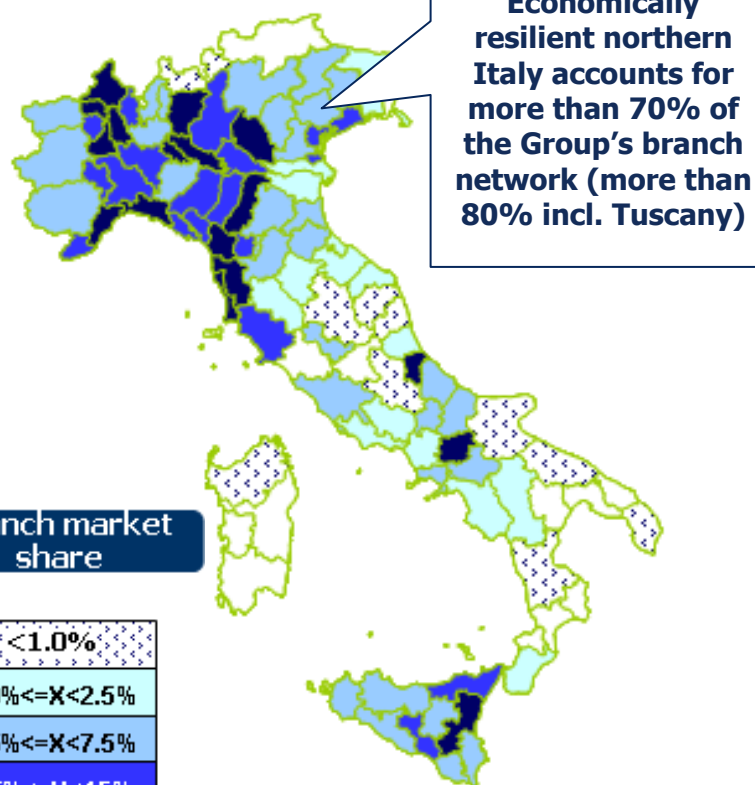 Economically
resilient northern
Italy accounts for
more than 70% of
the Group's branch
network (more than
80% incl. Tuscany)
nch market
share
<1.0%
%<=X<2.5%
%<=X<7.5%